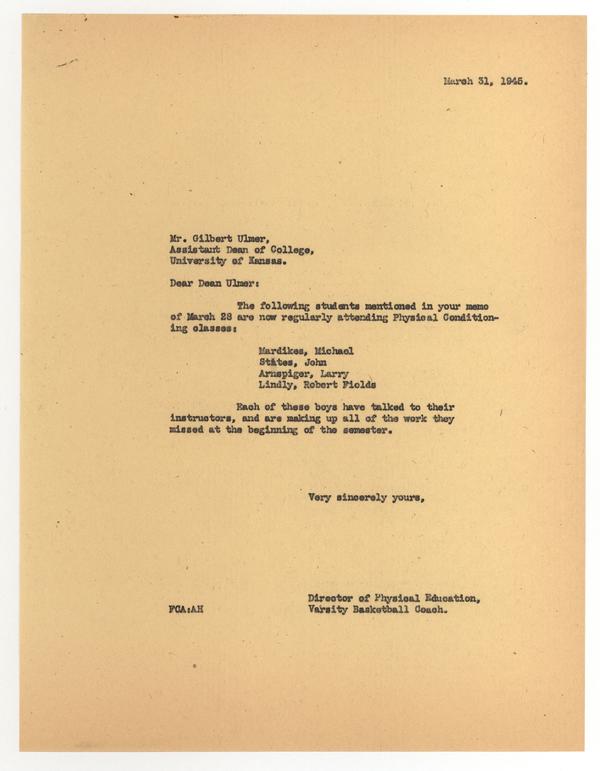 March 31, 1945.
Mr. Gilbert Ulmer,
Assistant Dean of College,
University of Kansas.
Dear Dean Ulmer:
The following students mentioned in your memo
of March 28 are now regularly attending Physical Condition-
ing classes:
Mardikes, Michael
States, John
Arnspiger, Larry
Lindly, Robert Fields
Each of these boys have talked to their
instructors, and are making up all of the work they
missed at the beginning of the semester.
Very sincerely yours,
Director of Physical Education,
FCA:AH Varsity Basketball Coach.